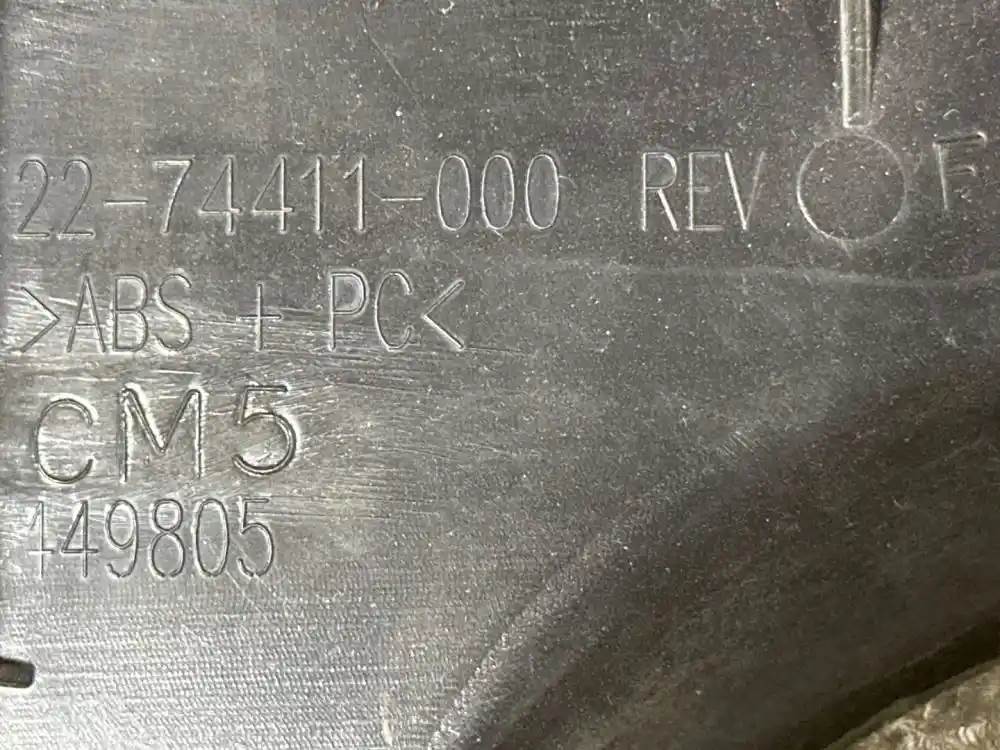 22-74411-000 REV F
>ABS + PC<
CM5
449805